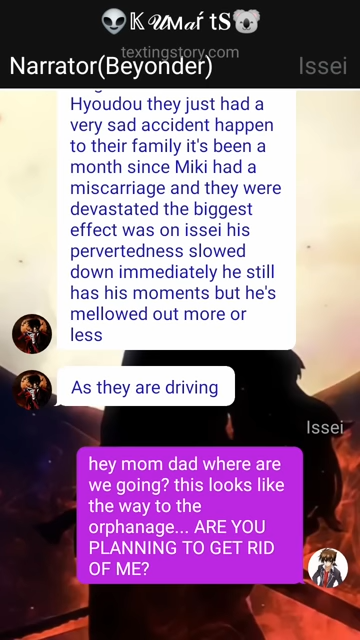 👽𝕂 𝓤ᴍᴀŕ tS🐨
textingstory.com
Narrator(Beyonder) Issei
Hyoudou they just had a
very sad accident happen
to their family it's been a
month since Miki had a
miscarriage and they were
devastated the biggest
effect was on issei his
pervertedness slowed
down immediately he still
has his moments but he's
mellowed out more or
less
As they are driving
Issei
hey mom dad where are
we going? this looks like
the way to the
orphanage... ARE YOU
PLANNING TO GET RID
OF ME?